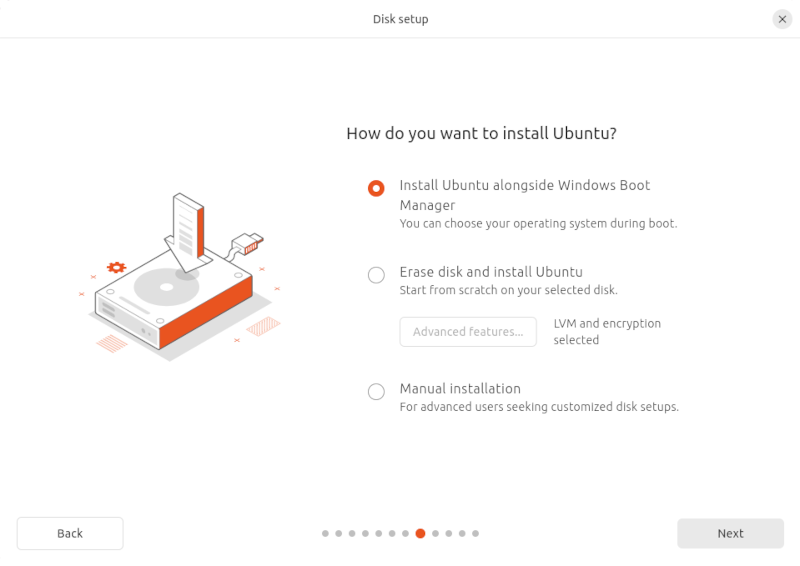 Disk setup
How do you want to install Ubuntu?
Install Ubuntu alongside Windows Boot
Manager
You can choose your operating system during boot.
Erase disk and install Ubuntu
Start from scratch on your selected disk.
Advanced features...
LVM and encryption
selected
Manual installation
For advanced users seeking customized disk setups.
Back
Next